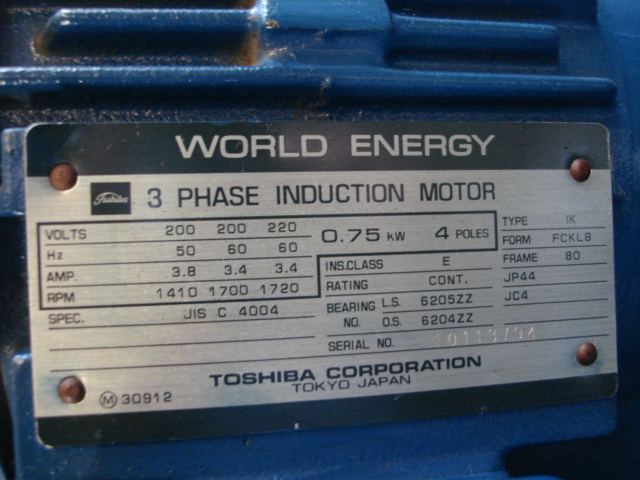 WORLD ENERGY
Toshiba 3 PHASE INDUCTION MOTOR
VOLTS 200 200 220
Hz 50 60 60
AMP. 3.8 3.4 3.4
RPM 1410 1700 1720
SPEC. JIS C 4004
0.75 kW 4 POLES
INS.CLASS E
RATING CONT.
BEARING L.S. 6205ZZ
NO. O.S. 6204ZZ
SERIAL NO.
TYPE IK
FORM FCKL8
FRAME 80
JP44
JC4
TOSHIBA CORPORATION
TOKYO JAPAN
M 30912